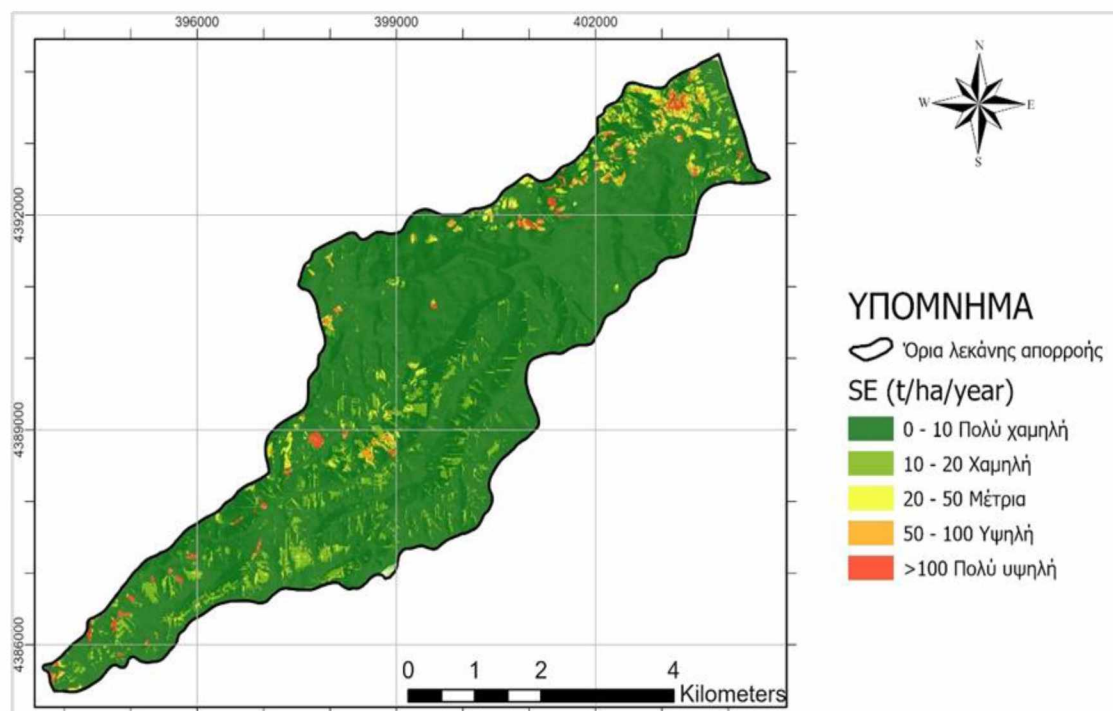 396000 399000 402000
4392000
4389000
4386000
N
W E
S
ΥΠΟΜΝΗΜΑ
Όρια λεκάνης απορροής
SE (t/ha/year)
0 - 10 Πολύ χαμηλή
10 - 20 Χαμηλή
20 - 50 Μέτρια
50 - 100 Υψηλή
>100 Πολύ υψηλή
0 1 2 4
Kilometers